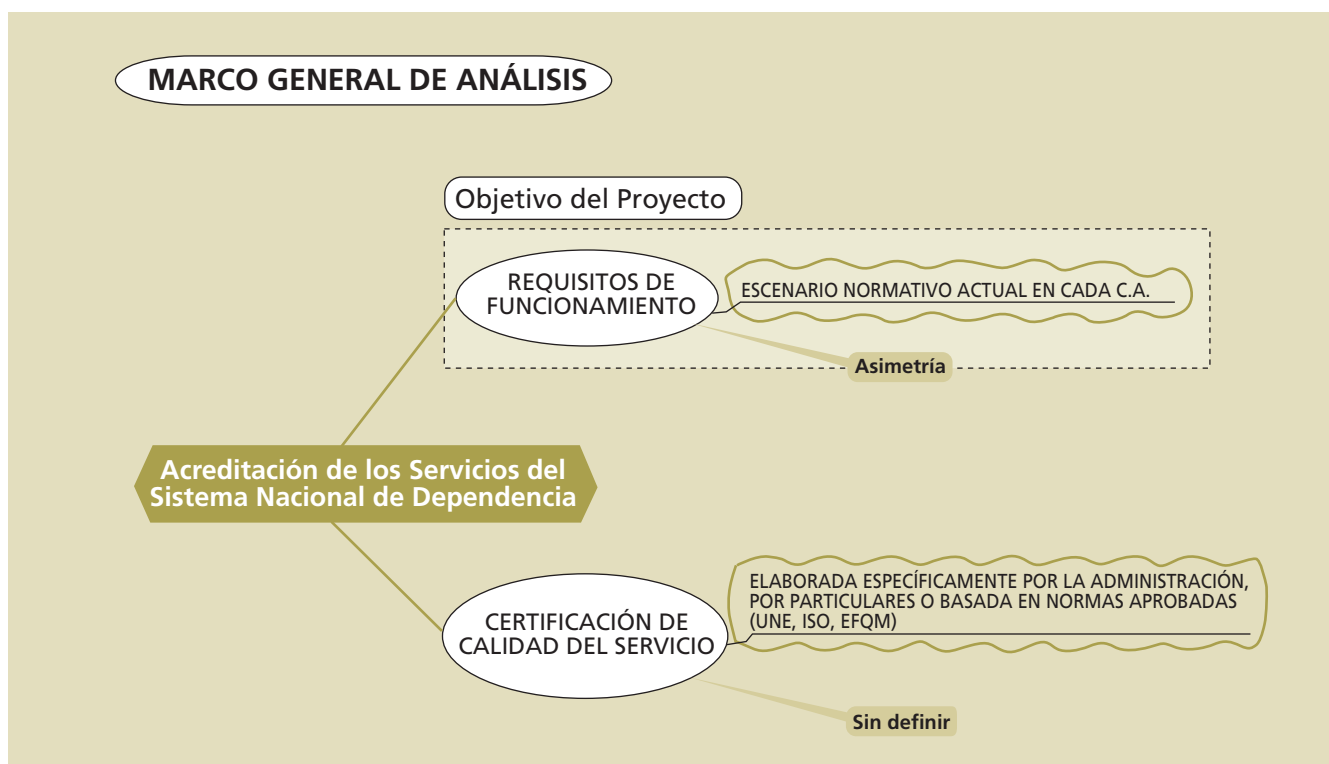 MARCO GENERAL DE ANÁLISIS
Objetivo del Proyecto
REQUISITOS DE
FUNCIONAMIENTO
ESCENARIO NORMATIVO ACTUAL EN CADA C.A.
Asimetría
Acreditación de los Servicios del
Sistema Nacional de Dependencia
CERTIFICACIÓN DE
CALIDAD DEL SERVICIO
ELABORADA ESPECÍFICAMENTE POR LA ADMINISTRACIÓN,
POR PARTICULARES O BASADA EN NORMAS APROBADAS
(UNE, ISO, EFQM)
Sin definir